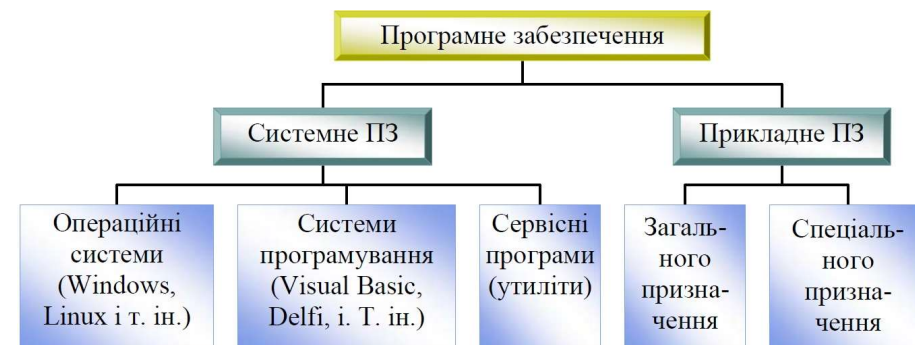 Програмне забезпечення
Системне ПЗ
Прикладне ПЗ
Операційні
системи
(Windows,
Linux і т. ін.)
Системи
програмування
(Visual Basic,
Delfi, і. Т. ін.)
Сервісні
програми
(утиліти)
Загаль-
ного
призна-
чення
Спеціаль-
ного
призна-
чення